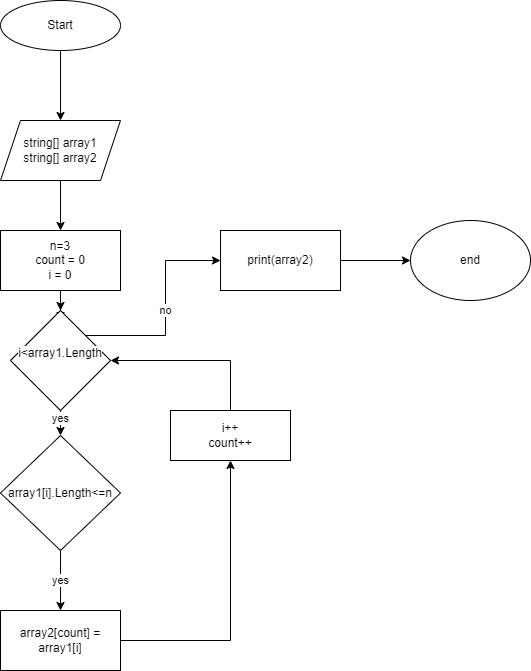 Start
string[] array1
string[] array2
n=3
count = 0
i = 0
print(array2)
end
no
i<array1.Length
yes
i++
count++
array1[i].Length<=n
yes
array2[count] =
array1[i]